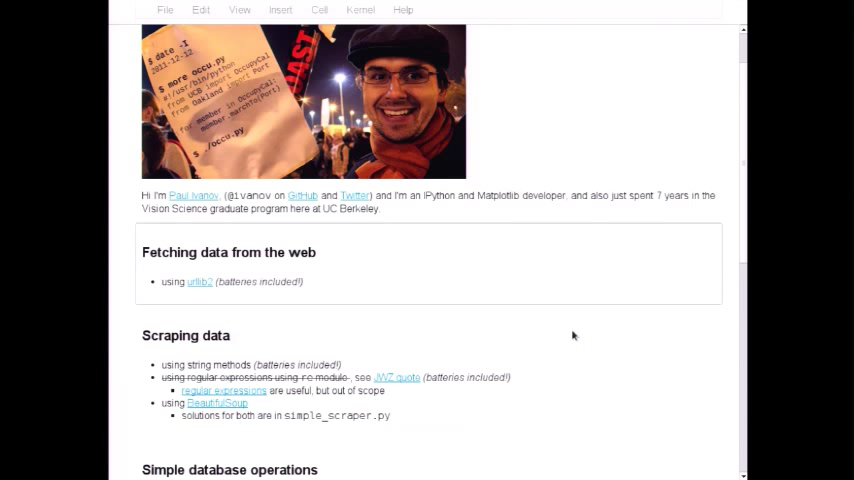 File Edit View Insert Cell Kernel Help
$ date -I
2011-12-12
$ more occu.py
#!/usr/bin/python
from UCB import OccupyCal
from Oakland import Port
for member in OccupyCal:
member.marchTo(Port)
$ ./occu.py
OAST
Hi I'm Paul Ivanov, (@ivanov on GitHub and Twitter) and I'm an IPython and Matplotlib developer, and also just spent 7 years in the
Vision Science graduate program here at UC Berkeley.
Fetching data from the web
• using urllib2 (batteries included!)
Scraping data
• using string methods (batteries included!)
• using regular expressions using re module , see JWZ quote (batteries included!)
▪ regular expressions are useful, but out of scope
• using BeautifulSoup
▪ solutions for both are in simple_scraper.py
Simple database operations